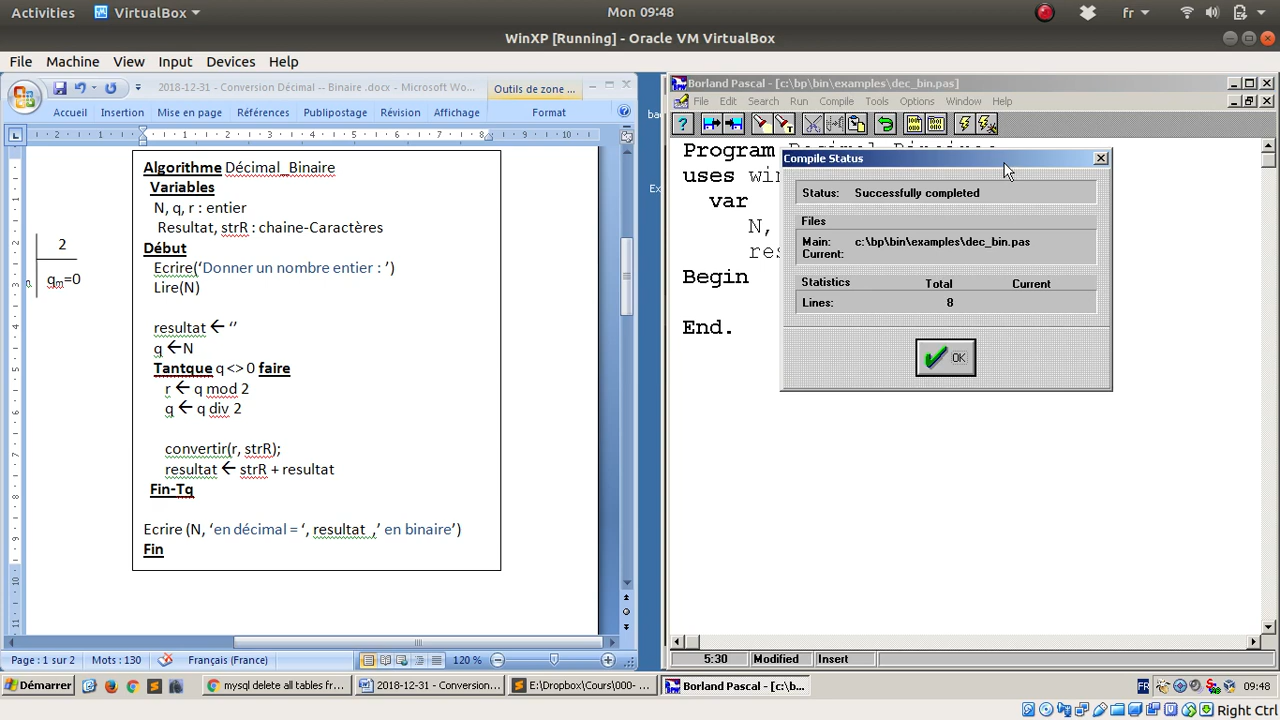 Activities VirtualBox Mon 09:48 fr
WinXP [Running] - Oracle VM VirtualBox
File Machine View Input Devices Help
2018-12-31 - Conversion Décimal -- Binaire .docx - Microsoft Wo...
Outils de zone ...
Accueil Insertion Mise en page Références Publipostage Révision Affichage Format
Algorithme Décimal_Binaire
Variables
N, q, r : entier
Resultat, strR : chaine-Caractères
Début
Ecrire(‘Donner un nombre entier : ’)
Lire(N)
2
qm=0
resultat ← ‘’
q ←N
Tantque q <> 0 faire
r ← q mod 2
q ← q div 2
convertir(r, strR);
resultat ← strR + resultat
Fin-Tq
Ecrire (N, ‘en décimal = ‘, resultat ,’ en binaire’)
Fin
Page : 1 sur 2 Mots : 130 Français (France) 120 %
Borland Pascal - [c:\bp\bin\examples\dec_bin.pas]
File Edit Search Run Compile Tools Options Window Help
Program
uses
var
N,
Begin
End.
Compile Status
Status: Successfully completed
Files
Main: c:\bp\bin\examples\dec_bin.pas
Current:
Statistics Total Current
Lines: 8
OK
5:30 Modified Insert
Démarrer mysql delete all tables fr... 2018-12-31 - Conversion... E:\Dropbox\Cours\000- ... Borland Pascal - [c:\b... FR 09:48
Right Ctrl